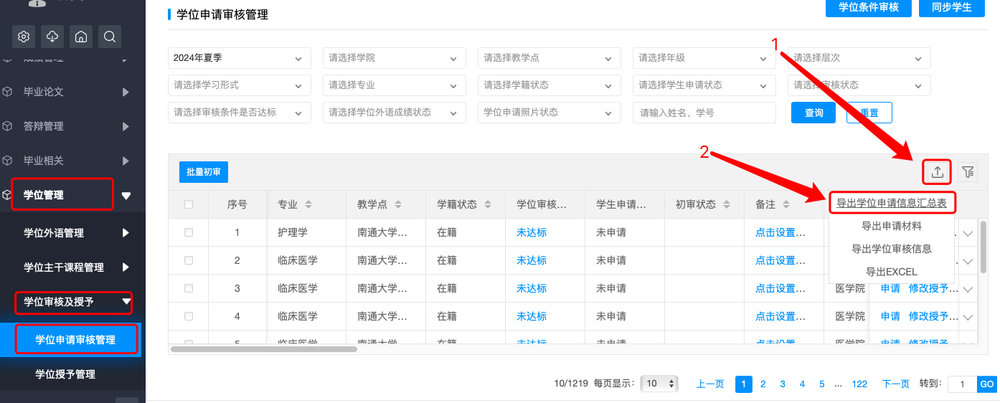 学位申请审核管理
学位条件审核 同步学生
1
2024年夏季 请选择学院 请选择教学点 请选择年级 请选择层次
请选择学习形式 请选择专业 请选择学籍状态 请选择学生申请状态 请选择审核状态
请选择审核条件是否达标 请选择学位外语成绩状态 学位申请照片状态 请输入姓名、学号 查询 重置
2
成绩管理
毕业论文
答辩管理
毕业相关
学位管理
学位外语管理
学位主干课程管理
学位审核及授予
学位申请审核管理
学位授予管理
批量初审
序号 专业 教学点 学籍状态 学位审核... 学生申请... 初审状态 备注
导出学位申请信息汇总表
导出申请材料
导出学位审核信息
导出EXCEL
1 护理学 南通大学... 在籍 未达标 未申请 点击设置...
2 临床医学 南通大学... 在籍 未达标 未申请 点击设置...
3 临床医学 南通大学... 在籍 未达标 未申请 点击设置... 医学院 申请 修改授予...
4 临床医学 南通大学... 在籍 未达标 未申请 点击设置... 医学院 申请 修改授予...
5 临床医学 南通大学... 在籍 未达标 未申请 点击设置... 医学院 申请 修改授予...
10/1219 每页显示: 10 上一页 1 2 3 4 5 ... 122 下一页 转到: 1 GO